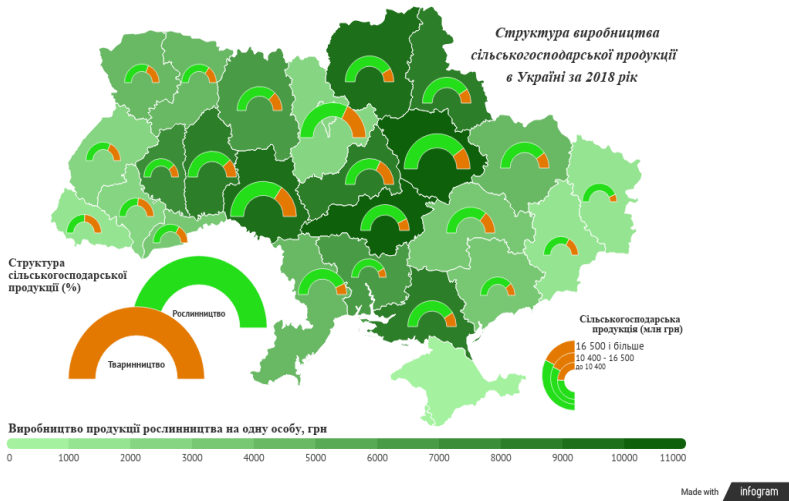 Структура виробництва
сільськогосподарської продукції
в Україні за 2018 рік
Структура
сільськогосподарської
продукції (%)
Рослинництво
Тваринництво
Сільськогосподарська
продукція (млн грн)
16 500 і більше
10 400 - 16 500
до 10 400
Виробництво продукції рослинництва на одну особу, грн
0 1000 2000 3000 4000 5000 6000 7000 8000 9000 10000 11000
Made with infogram